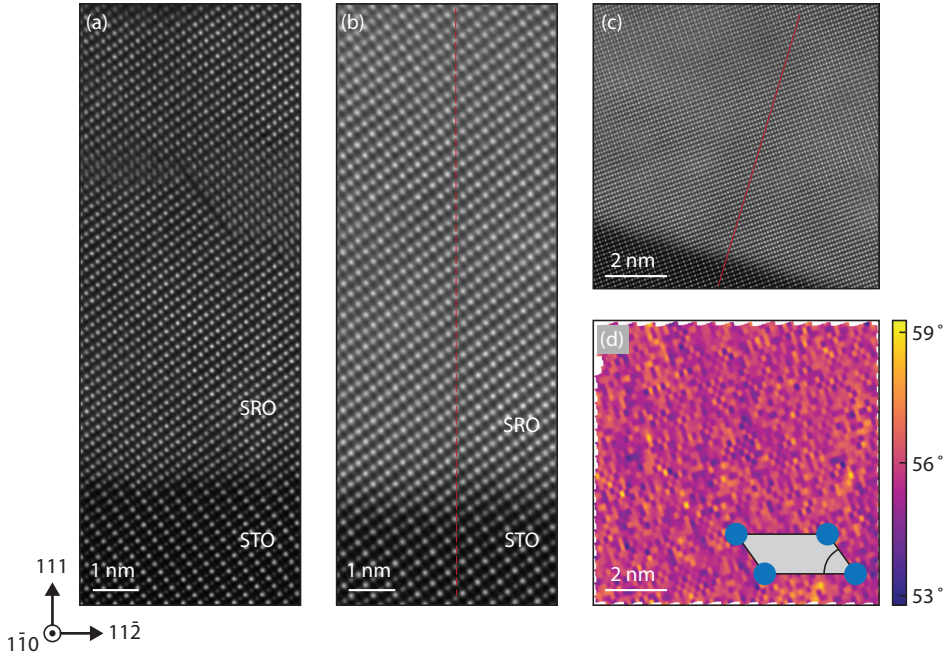 (a)
SRO
STO
1 nm
(b)
SRO
STO
1 nm
(c)
2 nm
(d)
2 nm
59°
56°
53°
111
11̄0
112̄